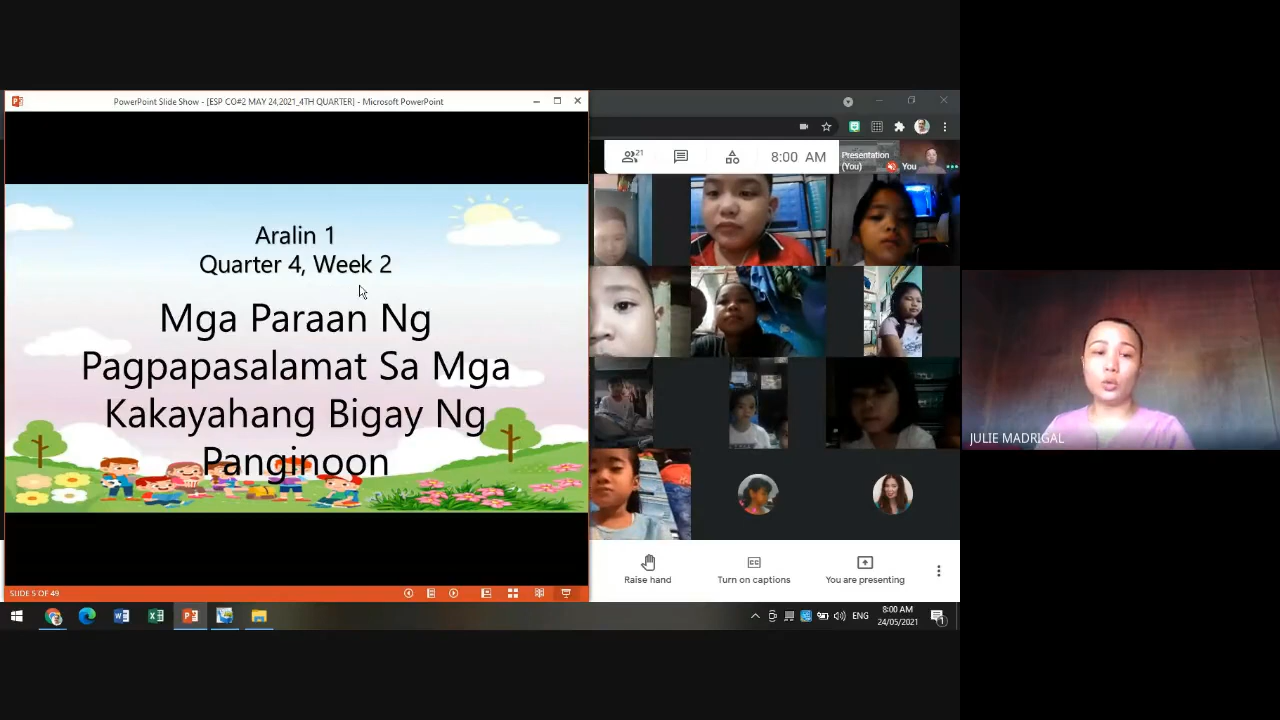 PowerPoint Slide Show - [ESP CO#2 MAY 24,2021_4TH QUARTER] - Microsoft PowerPoint
Aralin 1
Quarter 4, Week 2
Mga Paraan Ng
Pagpapasalamat Sa Mga
Kakayahang Bigay Ng
Panginoon
SLIDE 5 OF 49
21
8:00 AM
Presentation
(You)
You
Raise hand
Turn on captions
You are presenting
JULIE MADRIGAL
ENG
8:00 AM
24/05/2021
1